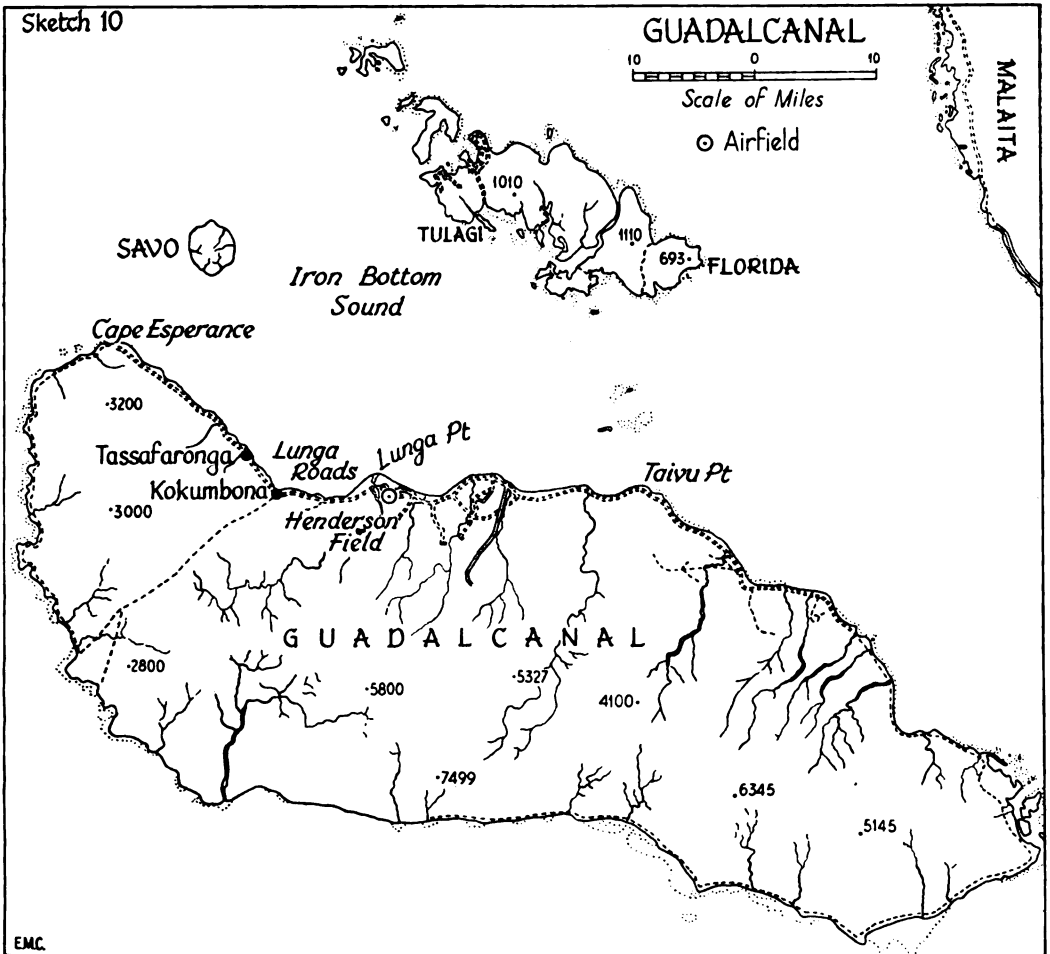 Sketch 10
GUADALCANAL
10 0 10
Scale of Miles
Airfield
MALAITA
1010
TULAGI
1110
693
FLORIDA
SAVO
Iron Bottom
Sound
Cape Esperance
3200
Tassafaronga
Lunga
Roads
Lunga Pt
Taivu Pt
Kokumbona
3000
Henderson
Field
GUADALCANAL
2800
5800
5327
4100
7499
6345
5145
E.M.C.